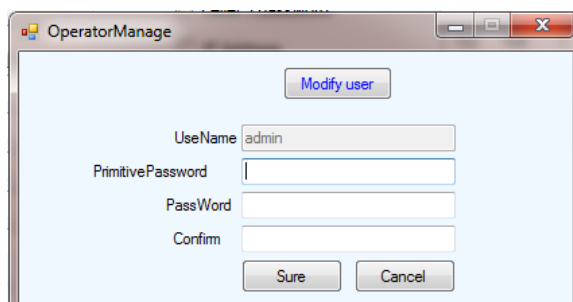 OperatorManage
Modify user
UseName admin
PrimitivePassword
PassWord
Confirm
Sure Cancel